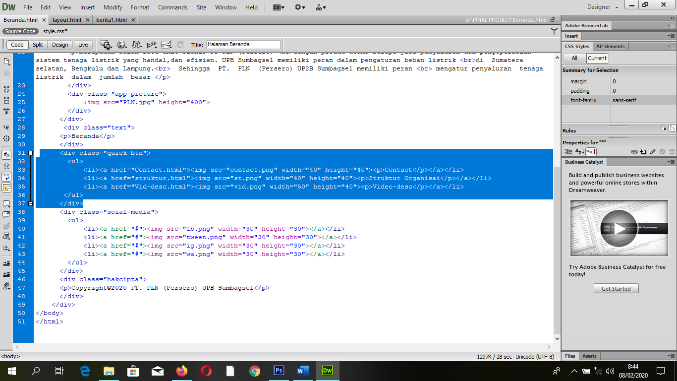 Dw File Edit View Insert Modify Format Commands Site Window Help Designer
Beranda.html × layout.html × berita1.html × D:\FINAL PROJECT\Beranda.html
Source Code style.css*
Code Split Design Live Title: Halaman Beranda
sistem tenaga listrik yang handal,dan efisien. UPB Sumbagsel memiliki peran dalam pengaturan beban listrik <br>di Sumatera
selatan, Bengkulu dan Lampung.<br> Sehingga PT. PLN (Persero) UP2B Sumbagsel memiliki peran <br> mengatur penyaluran tenaga
listrik dalam jumlah besar </p>
23 </div>
24 <div class="app-picture">
25 <img src="PLN.jpg" height="400">
26 </div>
27 </div>
28 <div class="text">
29 <p>Beranda</p>
30 </div>
31 <div class="quick-btn">
32 <ul>
33 <li><a href="Contact.html"><img src="contact.png" width="40" height="40"><p>Contact</p></a></li>
34 <li><a href="struktur.html"><img src="st.png" width="40" height="40"><p>Struktur Organisasi</p></a></li>
35 <li><a href="Vid-desc.html"><img src="vid.png" width="50" height="40"><p>Video-desc</p></a></li>
36 </ul>
37 </div>
38 <div class="sosial-media">
39 <ul>
40 <li><a href="#"><img src="fb.png" width="30" height="30"></a></li>
41 <li><a href="#"><img src="tweet.png" width="30" height="30"></a></li>
42 <li><a href="#"><img src="ig.png" width="30" height="30"></a></li>
43 <li><a href="#"><img src="wa.png" width="30" height="30"></a></li>
44 </ul>
45 </div>
46 <div class="hakcipta">
47 <p>Copyright©2020 PT. PLN (Persero) UPB Sumbagsel</p>
48 </div>
49 </div>
50 </body>
51 </html>
<body> 1297K / 28 sec Unicode (UTF-8)
Adobe BrowserLab
Insert
CSS Styles AP Elements
All Current
Summary for Selection
margin 0
padding 0
font-family sans-serif
Rules
Properties for
Business Catalyst
Build and publish business websites
and powerful online stores within
Dreamweaver.
Try Adobe Business Catalyst for free
today!
Get Started
Files Assets
8:44
08/02/2020